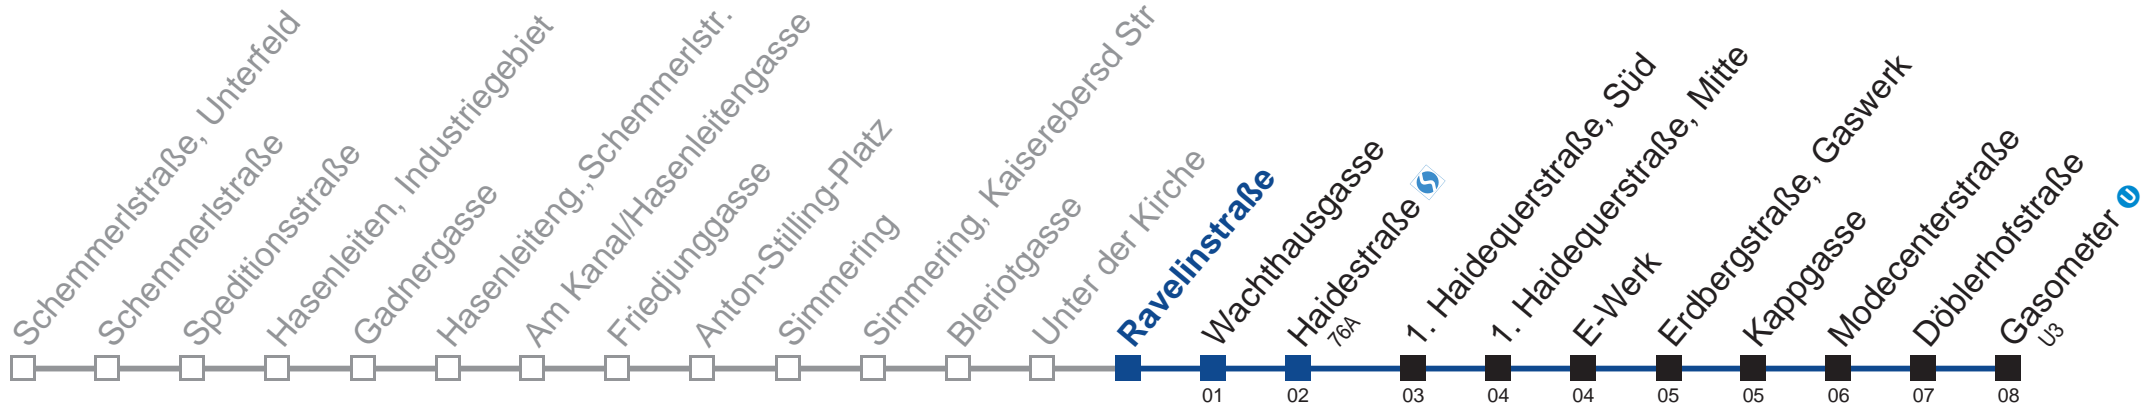 Schemmerlstraße, Unterfeld
Schemmerlstraße
Speditionsstraße
Hasenleiten, Industriegebiet
Gadnergasse
Hasenleiteng.,Schemmerlstr.
Am Kanal/Hasenleitengasse
Friedjunggasse
Anton-Stilling-Platz
Simmering
Simmering, Kaiserebersd Str
Bleriotgasse
Unter der Kirche
Ravelinstraße
Wachthausgasse
01
Haidestraße S
76A
02
1. Haidequerstraße, Süd
03
1. Haidequerstraße, Mitte
04
E-Werk
04
Erdbergstraße, Gaswerk
05
Kappgasse
05
Modecenterstraße
06
Döblerhofstraße
07
Gasometer U
U3
08